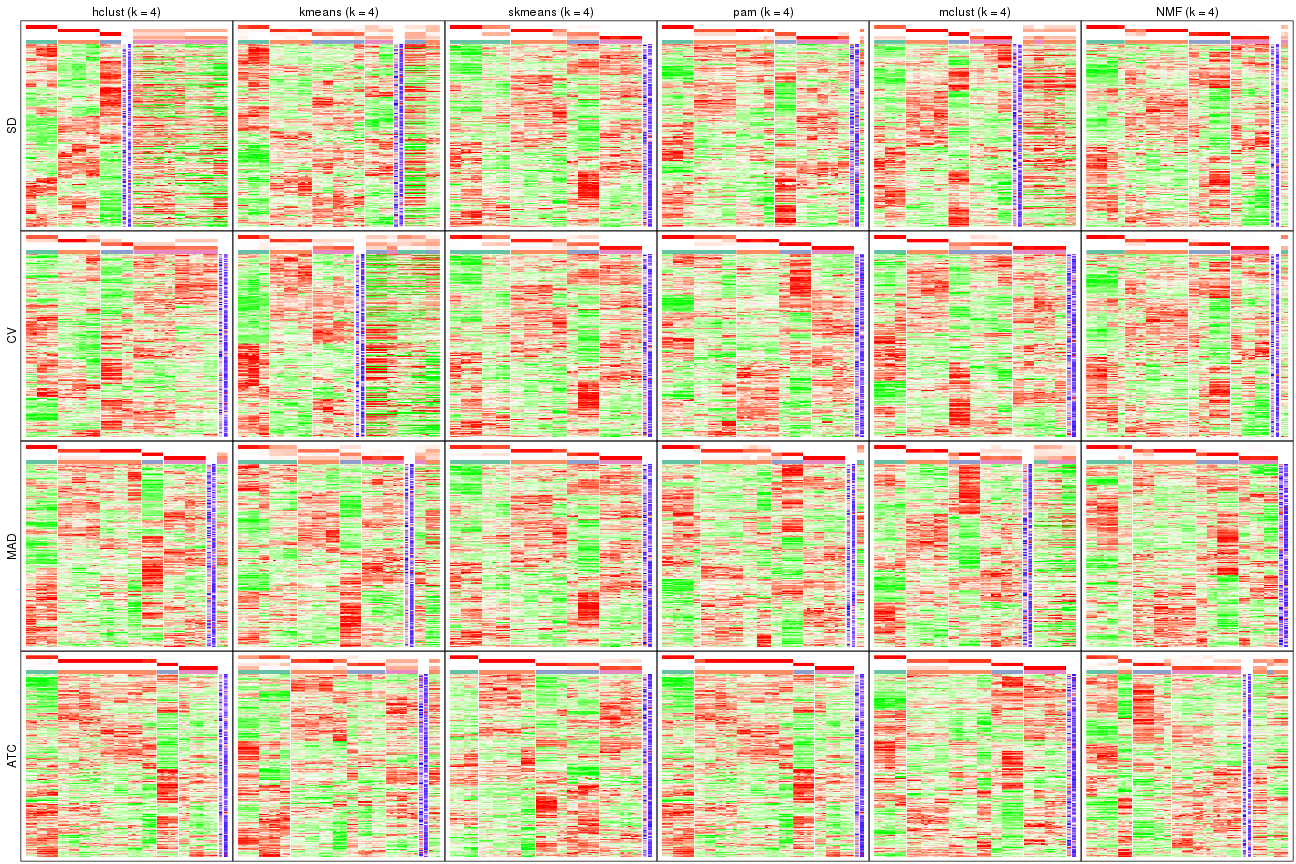 hclust (k = 4) kmeans (k = 4) skmeans (k = 4) pam (k = 4) mclust (k = 4) NMF (k = 4)
SD
CV
MAD
ATC